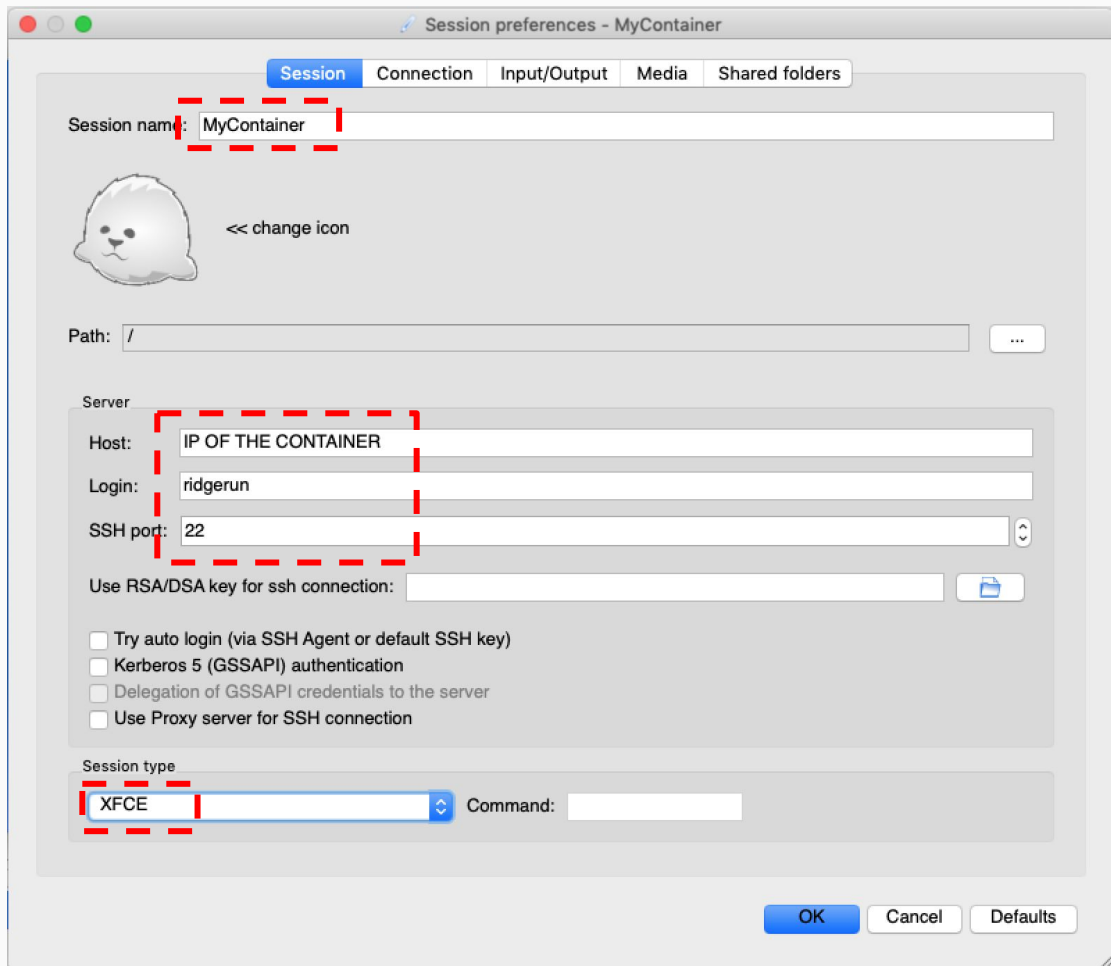 Session preferences - MyContainer
Session Connection Input/Output Media Shared folders
Session name: MyContainer
<< change icon
Path: / ...
Server
Host: IP OF THE CONTAINER
Login: ridgerun
SSH port: 22
Use RSA/DSA key for ssh connection:
Try auto login (via SSH Agent or default SSH key)
Kerberos 5 (GSSAPI) authentication
Delegation of GSSAPI credentials to the server
Use Proxy server for SSH connection
Session type
XFCE Command:
OK Cancel Defaults